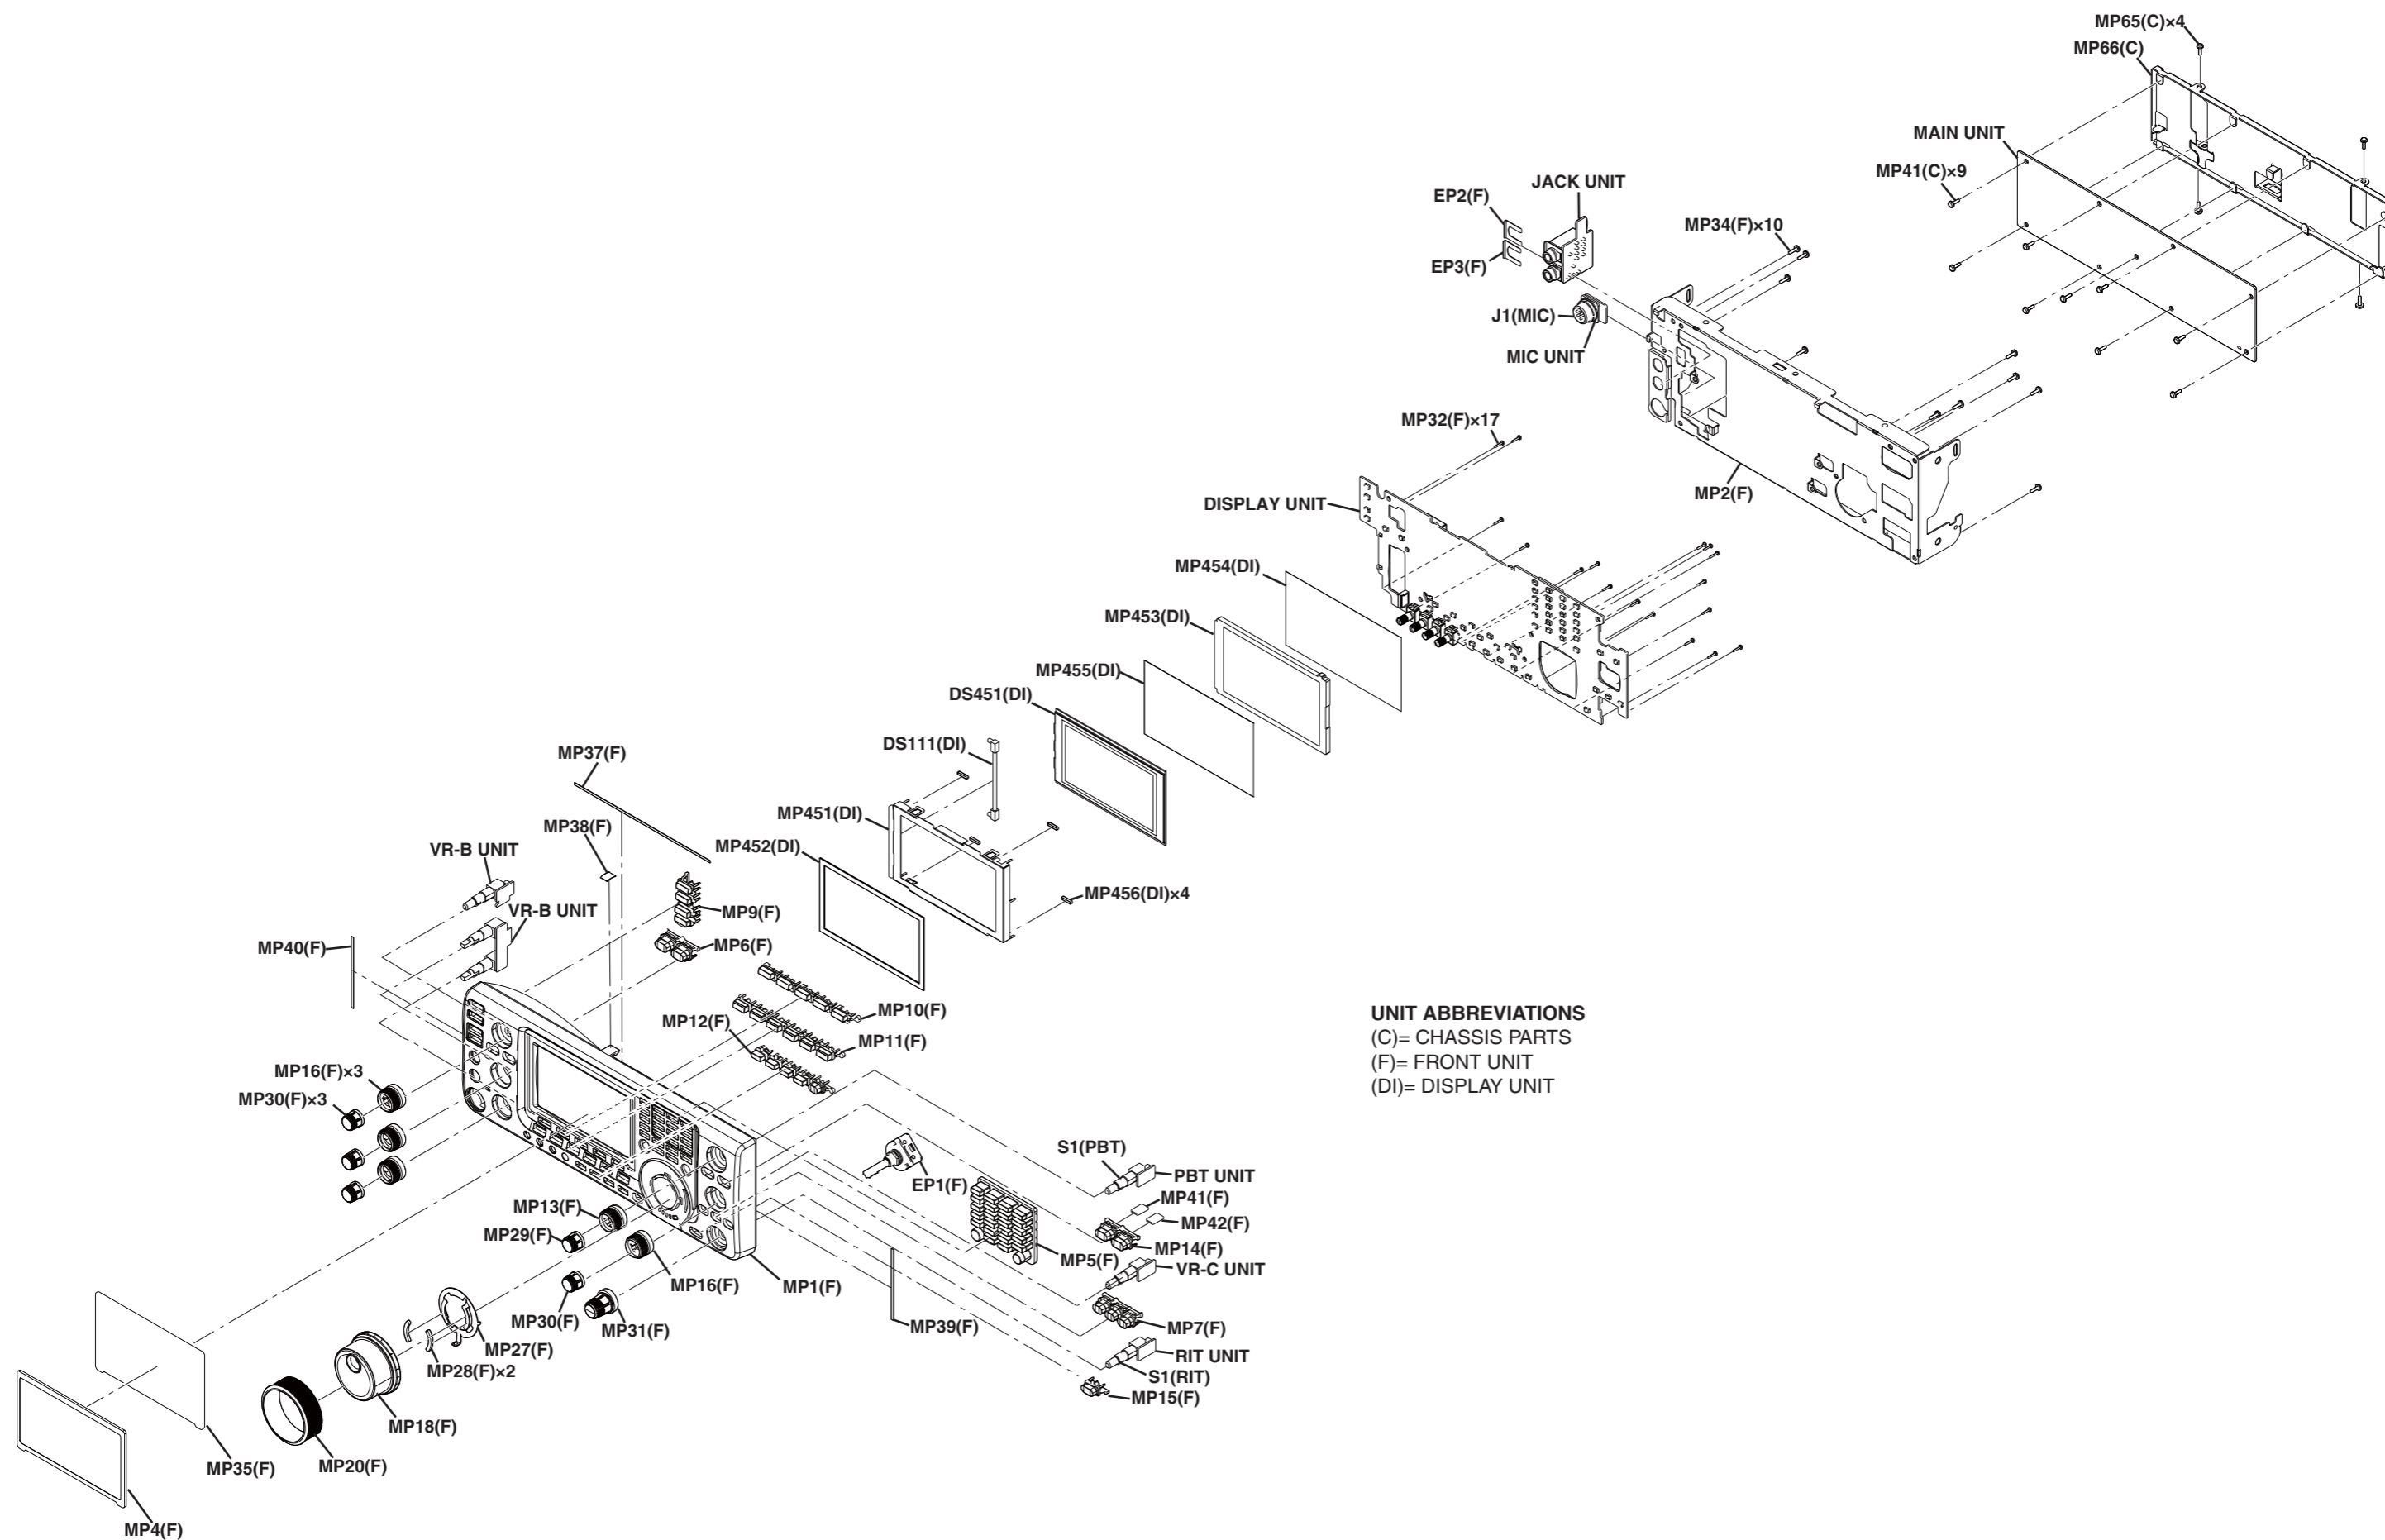 MP65(C)×4
MP66(C)
MAIN UNIT
MP41(C)×9
JACK UNIT
EP2(F)
EP3(F)
MP34(F)×10
J1(MIC)
MIC UNIT
MP32(F)×17
MP2(F)
DISPLAY UNIT
MP454(DI)
MP453(DI)
MP455(DI)
DS451(DI)
DS111(DI)
MP37(F)
MP451(DI)
MP38(F)
MP452(DI)
VR-B UNIT
MP456(DI)×4
VR-B UNIT
MP9(F)
MP40(F)
MP6(F)
MP10(F)
MP12(F)
MP11(F)
UNIT ABBREVIATIONS
(C)= CHASSIS PARTS
(F)= FRONT UNIT
(DI)= DISPLAY UNIT
MP16(F)×3
MP30(F)×3
S1(PBT)
PBT UNIT
EP1(F)
MP41(F)
MP42(F)
MP13(F)
MP29(F)
MP14(F)
MP5(F)
VR-C UNIT
MP16(F)
MP1(F)
MP30(F)
MP31(F)
MP39(F)
MP7(F)
MP27(F)
RIT UNIT
MP28(F)×2
S1(RIT)
MP15(F)
MP18(F)
MP35(F)
MP20(F)
MP4(F)